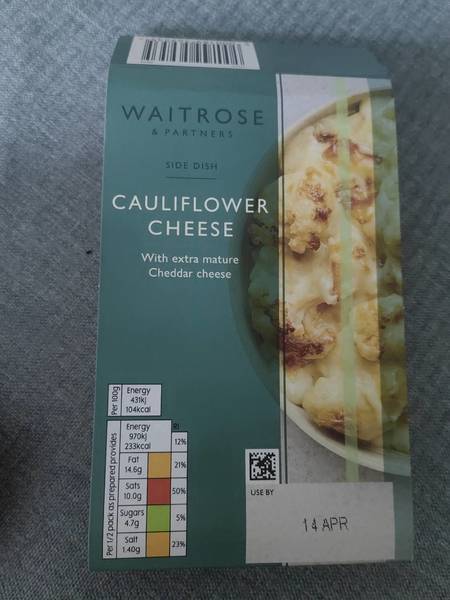 WAITROSE
& PARTNERS
SIDE DISH
CAULIFLOWER
CHEESE
With extra mature
Cheddar cheese
Per 100g
Energy
431kJ
104kcal
Per 1/2 pack as prepared provides
RI
Energy
970kJ
233kcal
12%
Fat
14.6g
21%
Sats
10.0g
50%
Sugars
4.7g
5%
Salt
1.40g
23%
USE BY
14 APR